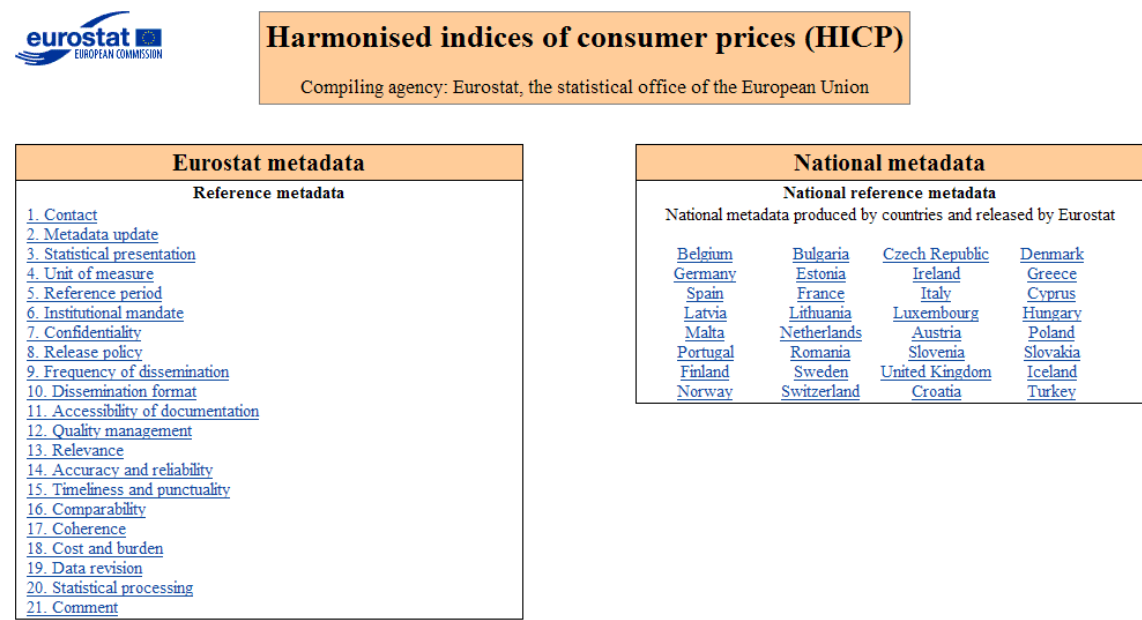 eurostat
EUROPEAN COMMISSION
Harmonised indices of consumer prices (HICP)
Compiling agency: Eurostat, the statistical office of the European Union
Eurostat metadata
Reference metadata
1. Contact
2. Metadata update
3. Statistical presentation
4. Unit of measure
5. Reference period
6. Institutional mandate
7. Confidentiality
8. Release policy
9. Frequency of dissemination
10. Dissemination format
11. Accessibility of documentation
12. Quality management
13. Relevance
14. Accuracy and reliability
15. Timeliness and punctuality
16. Comparability
17. Coherence
18. Cost and burden
19. Data revision
20. Statistical processing
21. Comment
National metadata
National reference metadata
National metadata produced by countries and released by Eurostat
Belgium Bulgaria Czech Republic Denmark
Germany Estonia Ireland Greece
Spain France Italy Cyprus
Latvia Lithuania Luxembourg Hungary
Malta Netherlands Austria Poland
Portugal Romania Slovenia Slovakia
Finland Sweden United Kingdom Iceland
Norway Switzerland Croatia Turkey